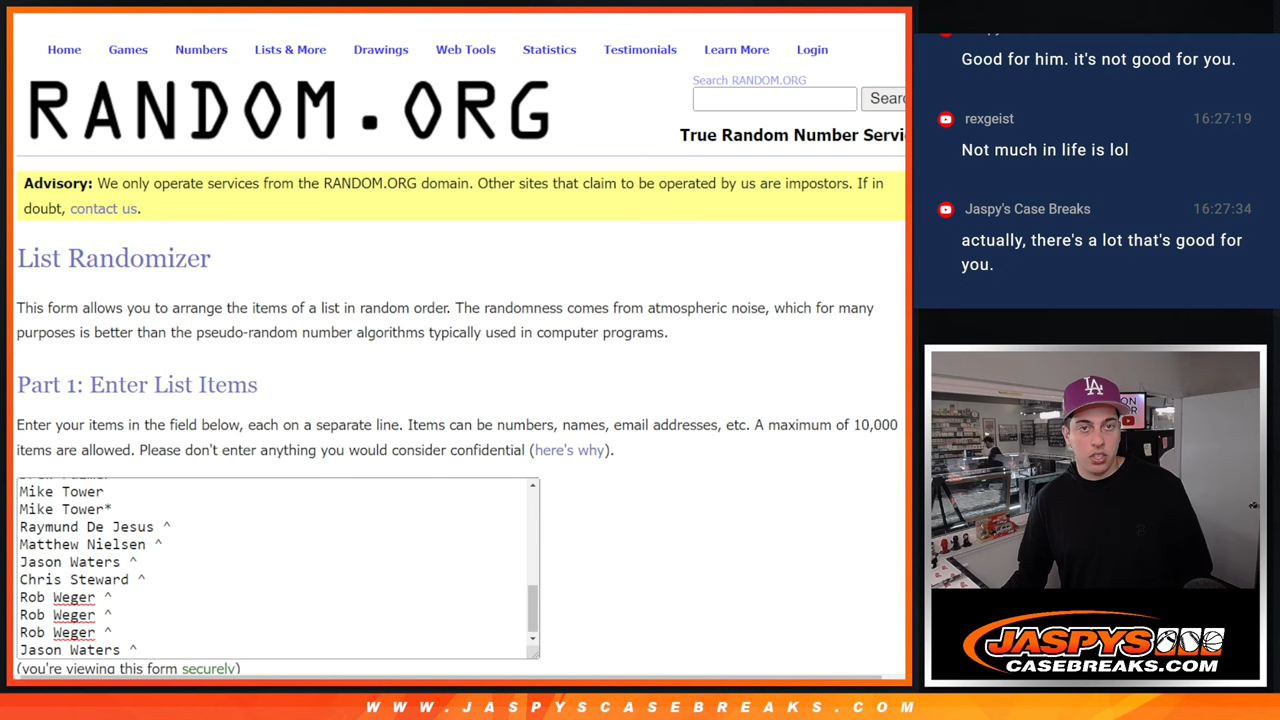 Home Games Numbers Lists & More Drawings Web Tools Statistics Testimonials Learn More Login
RANDOM.ORG
Search RANDOM.ORG
Sear
True Random Number Servi
Advisory: We only operate services from the RANDOM.ORG domain. Other sites that claim to be operated by us are impostors. If in
doubt, contact us.
List Randomizer
This form allows you to arrange the items of a list in random order. The randomness comes from atmospheric noise, which for many
purposes is better than the pseudo-random number algorithms typically used in computer programs.
Part 1: Enter List Items
Enter your items in the field below, each on a separate line. Items can be numbers, names, email addresses, etc. A maximum of 10,000
items are allowed. Please don't enter anything you would consider confidential (here's why).
Mike Tower
Mike Tower*
Raymund De Jesus ^
Matthew Nielsen ^
Jason Waters ^
Chris Steward ^
Rob Weger ^
Rob Weger ^
Rob Weger ^
Jason Waters ^
(you're viewing this form securely)
Good for him. it's not good for you.
rexgeist 16:27:19
Not much in life is lol
Jaspy's Case Breaks 16:27:34
actually, there's a lot that's good for
you.
LA
JASPYS
CASEBREAKS.COM
WWW.JASPYSCASEBREAKS.COM